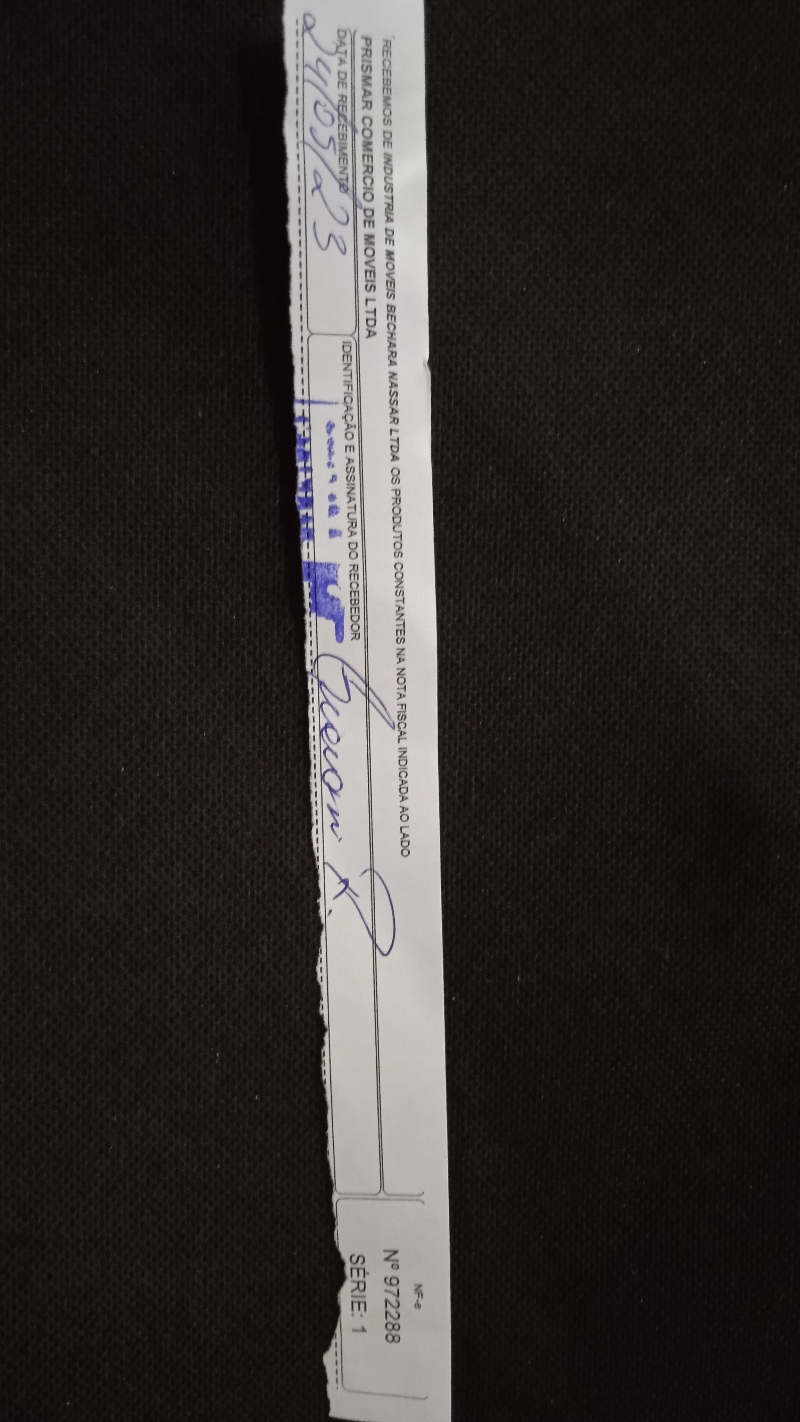 RECEBEMOS DE INDUSTRIA DE MOVEIS BECHARA NASSAR LTDA OS PRODUTOS CONSTANTES NA NOTA FISCAL INDICADA AO LADO
PRISMAR COMERCIO DE MOVEIS LTDA
DATA DE RECEBIMENTO
24/05/23
IDENTIFICAÇÃO E ASSINATURA DO RECEBEDOR
NF-e
Nº 972288
SÉRIE: 1